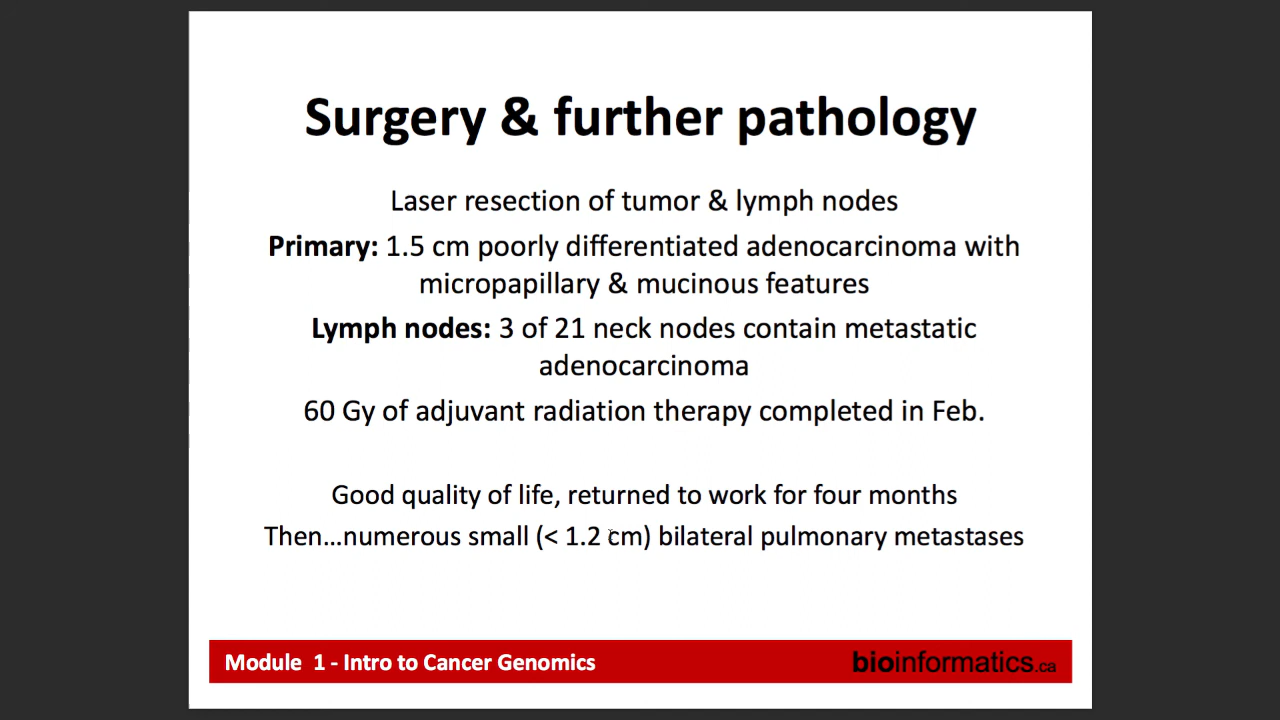 Surgery & further pathology
Laser resection of tumor & lymph nodes
Primary: 1.5 cm poorly differentiated adenocarcinoma with
micropapillary & mucinous features
Lymph nodes: 3 of 21 neck nodes contain metastatic
adenocarcinoma
60 Gy of adjuvant radiation therapy completed in Feb.
Good quality of life, returned to work for four months
Then...numerous small (< 1.2 cm) bilateral pulmonary metastases
Module 1 - Intro to Cancer Genomics
bioinformatics.ca